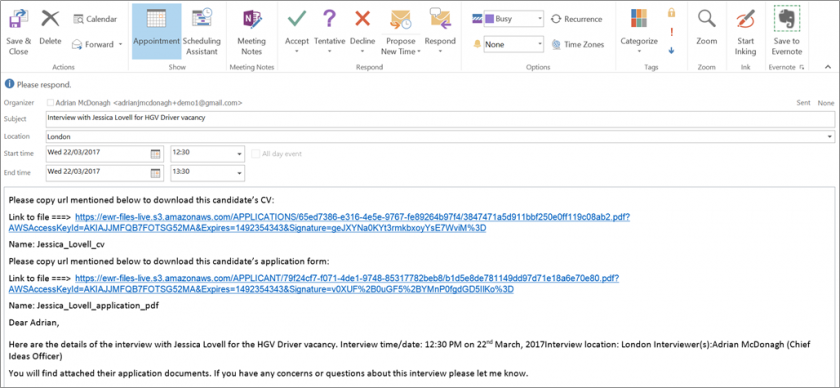 Save & Close
Delete
Calendar
Forward
Actions
Appointment
Scheduling Assistant
Show
Meeting Notes
Meeting Notes
Accept
Tentative
Decline
Propose New Time
Respond
Respond
Busy
None
Recurrence
Time Zones
Options
Categorize
Tags
Zoom
Zoom
Start Inking
Ink
Save to Evernote
Evernote
Please respond.
Organizer Adrian McDonagh <adrianjmcdonagh+demo1@gmail.com> Sent None
Subject Interview with Jessica Lovell for HGV Driver vacancy
Location London
Start time Wed 22/03/2017 12:30 All day event
End time Wed 22/03/2017 13:30
Please copy url mentioned below to download this candidate's CV:
Link to file ===> https://ewr-files-live.s3.amazonaws.com/APPLICATIONS/65ed7386-e316-4e5e-9767-fe89264b97f4/3847471a5d911bbf250e0ff119c08ab2.pdf?
AWSAccessKeyId=AKIAJJMFQB7FOTSG52MA&Expires=1492354343&Signature=geJXYNa0KYt3rmkbxoyYsE7WviM%3D
Name: Jessica_Lovell_cv
Please copy url mentioned below to download this candidate's application form:
Link to file ===> https://ewr-files-live.s3.amazonaws.com/APPLICANT/79f24cf7-f071-4de1-9748-85317782beb8/b1d5e8de781149dd97d71e18a6e70e80.pdf?
AWSAccessKeyId=AKIAJJMFQB7FOTSG52MA&Expires=1492354343&Signature=v0XUF%2B0uGF5%2BYMnP0fgdGD5IIKo%3D
Name: Jessica_Lovell_application_pdf
Dear Adrian,
Here are the details of the interview with Jessica Lovell for the HGV Driver vacancy. Interview time/date: 12:30 PM on 22nd March, 2017Interview location: London Interviewer(s):Adrian McDonagh (Chief
Ideas Officer)
You will find attached their application documents. If you have any concerns or questions about this interview please let me know.